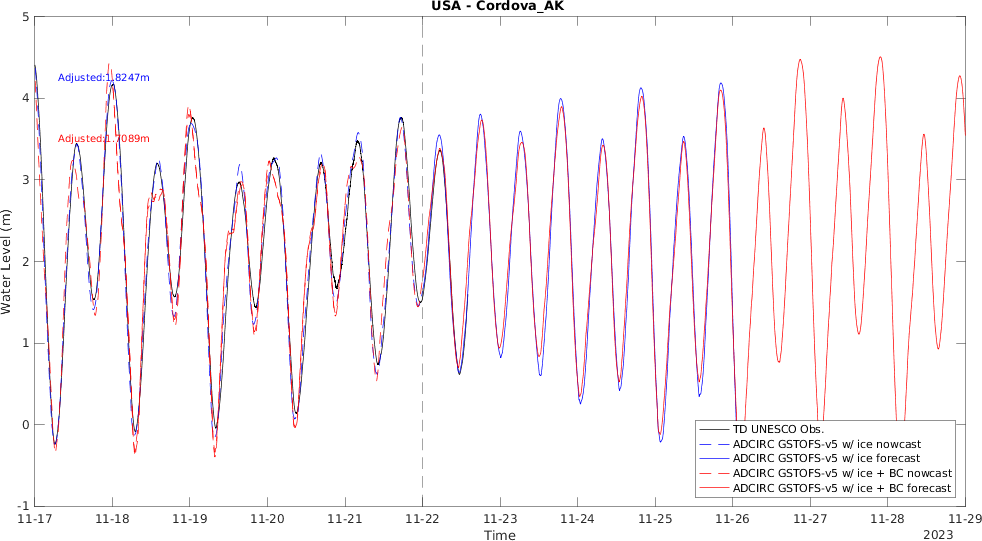 USA - Cordova_AK
5
4
3
2
1
0
-1
Water Level (m)
Adjusted:1.8247m
Adjusted:1.7089m
TD UNESCO Obs.
ADCIRC GSTOFS-v5 w/ ice nowcast
ADCIRC GSTOFS-v5 w/ ice forecast
ADCIRC GSTOFS-v5 w/ ice + BC nowcast
ADCIRC GSTOFS-v5 w/ ice + BC forecast
11-17 11-18 11-19 11-20 11-21 11-22 11-23 11-24 11-25 11-26 11-27 11-28 11-29
Time
2023